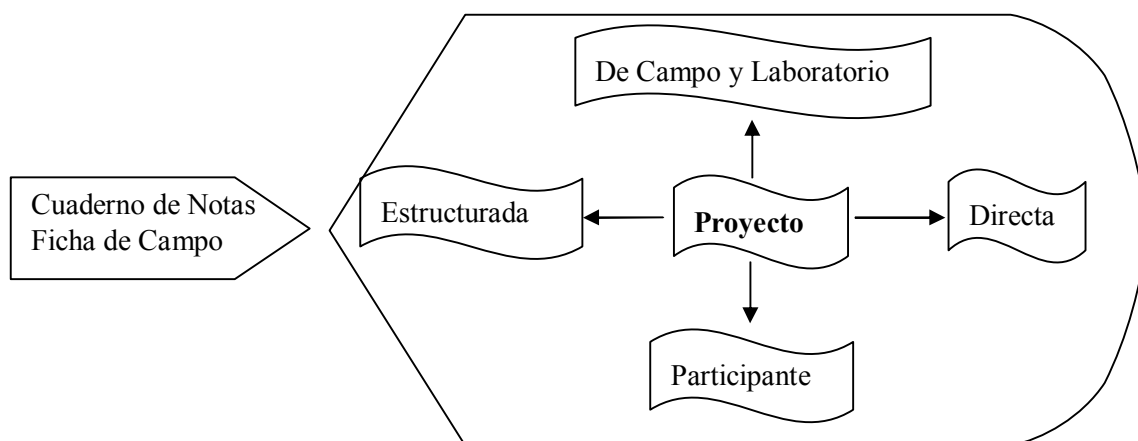 De Campo y Laboratorio
Cuaderno de Notas
Ficha de Campo
Estructurada
Proyecto
Directa
Participante